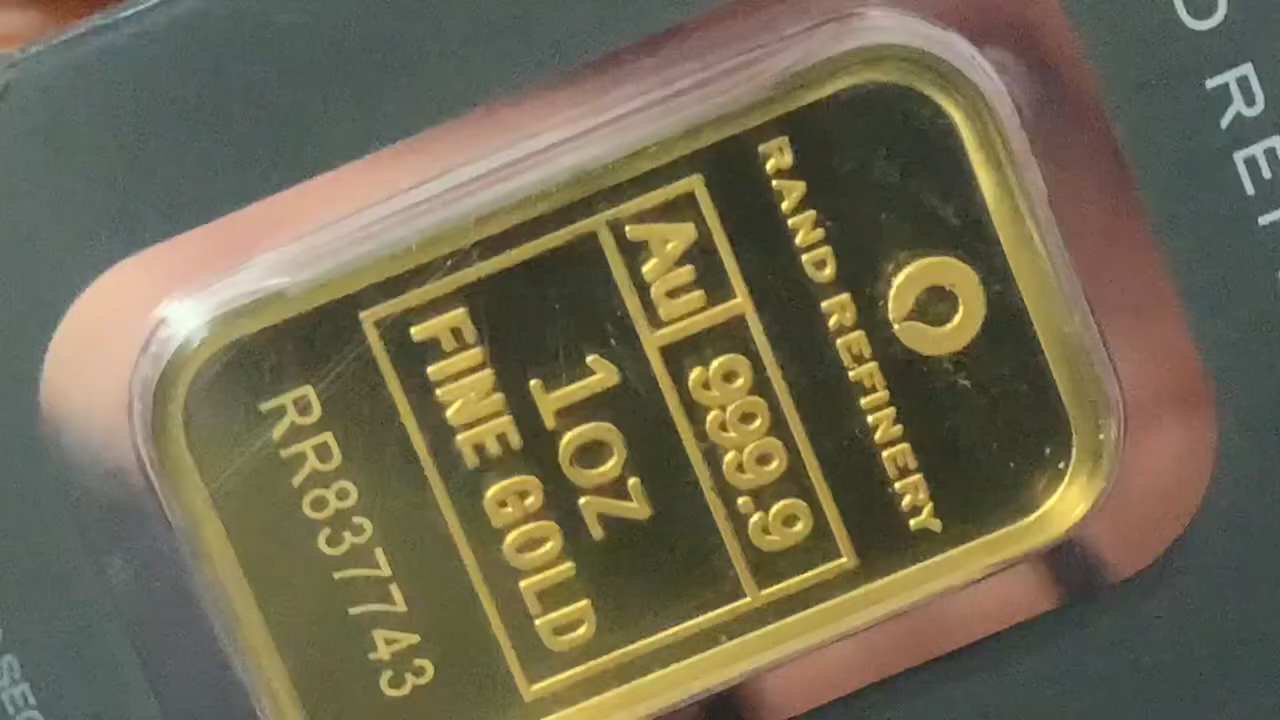 RAND REFINERY
Au 999.9
1OZ
FINE GOLD
RR837743